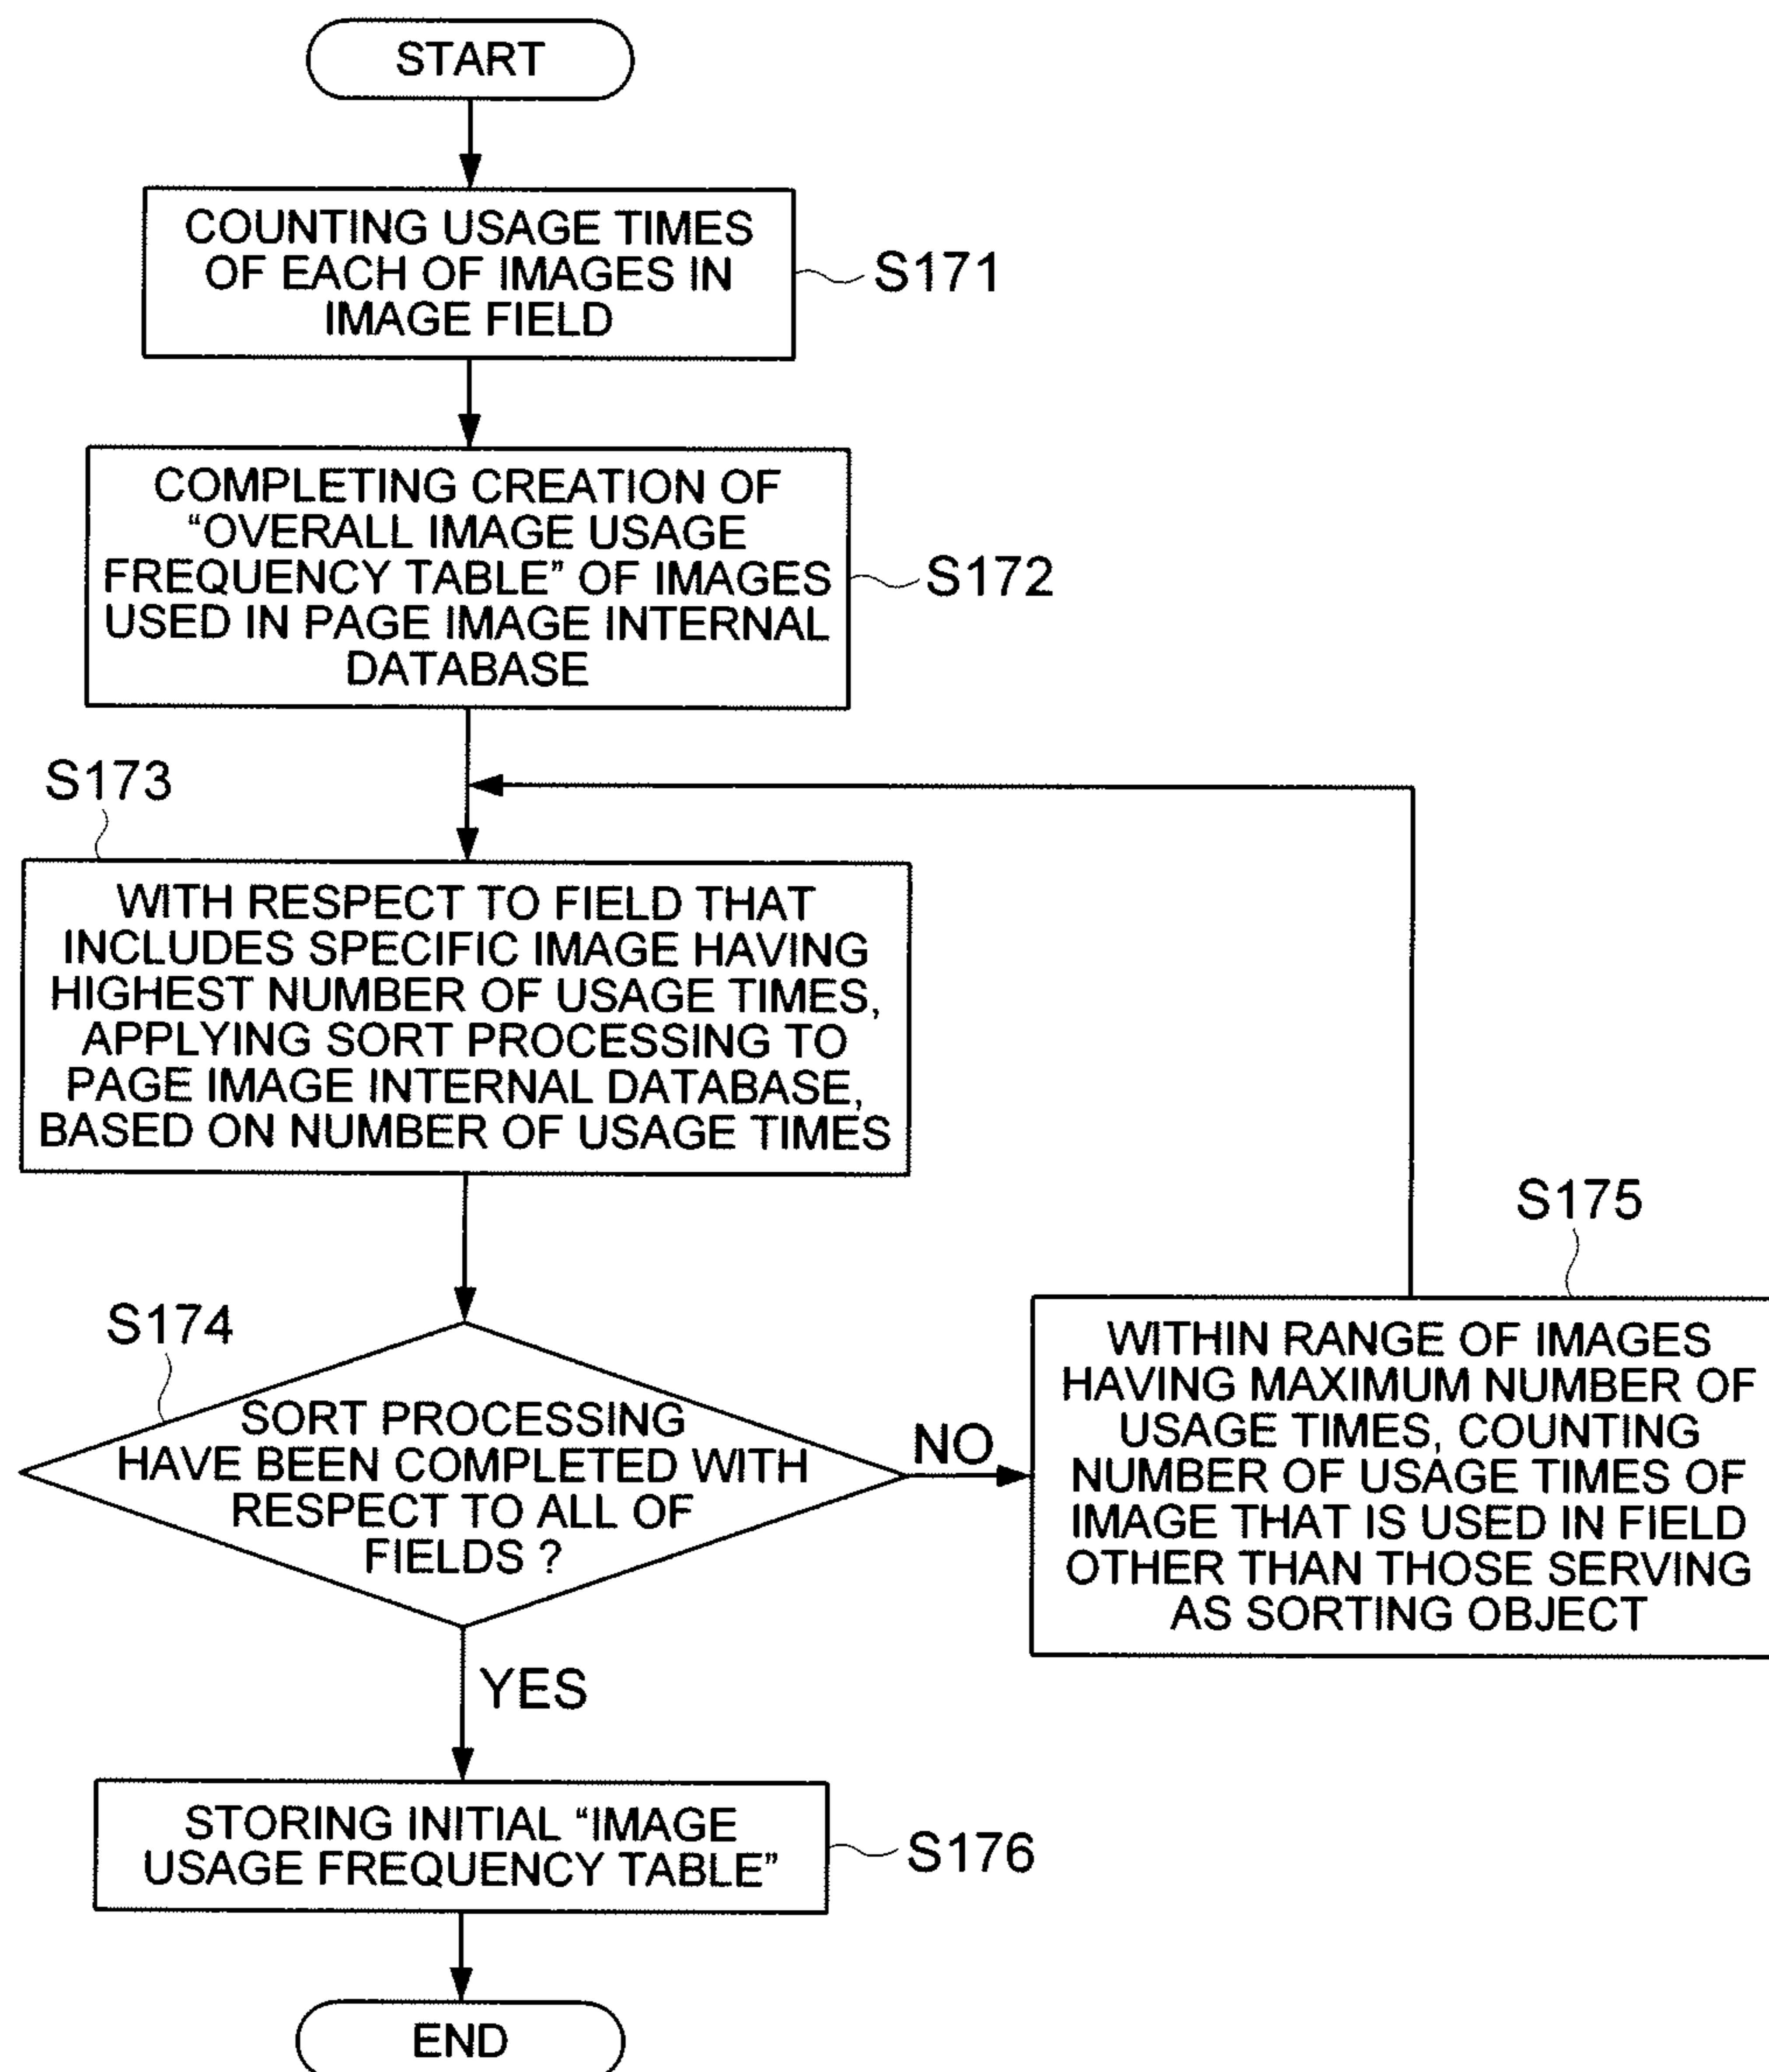 START
COUNTING USAGE TIMES
OF EACH OF IMAGES IN
IMAGE FIELD
S171
COMPLETING CREATION OF
“OVERALL IMAGE USAGE
FREQUENCY TABLE” OF IMAGES
USED IN PAGE IMAGE INTERNAL
DATABASE
S172
S173
WITH RESPECT TO FIELD THAT
INCLUDES SPECIFIC IMAGE HAVING
HIGHEST NUMBER OF USAGE TIMES,
APPLYING SORT PROCESSING TO
PAGE IMAGE INTERNAL DATABASE,
BASED ON NUMBER OF USAGE TIMES
S174
SORT PROCESSING
HAVE BEEN COMPLETED WITH
RESPECT TO ALL OF
FIELDS ?
NO
S175
WITHIN RANGE OF IMAGES
HAVING MAXIMUM NUMBER OF
USAGE TIMES, COUNTING
NUMBER OF USAGE TIMES OF
IMAGE THAT IS USED IN FIELD
OTHER THAN THOSE SERVING
AS SORTING OBJECT
YES
STORING INITIAL “IMAGE
USAGE FREQUENCY TABLE”
S176
END